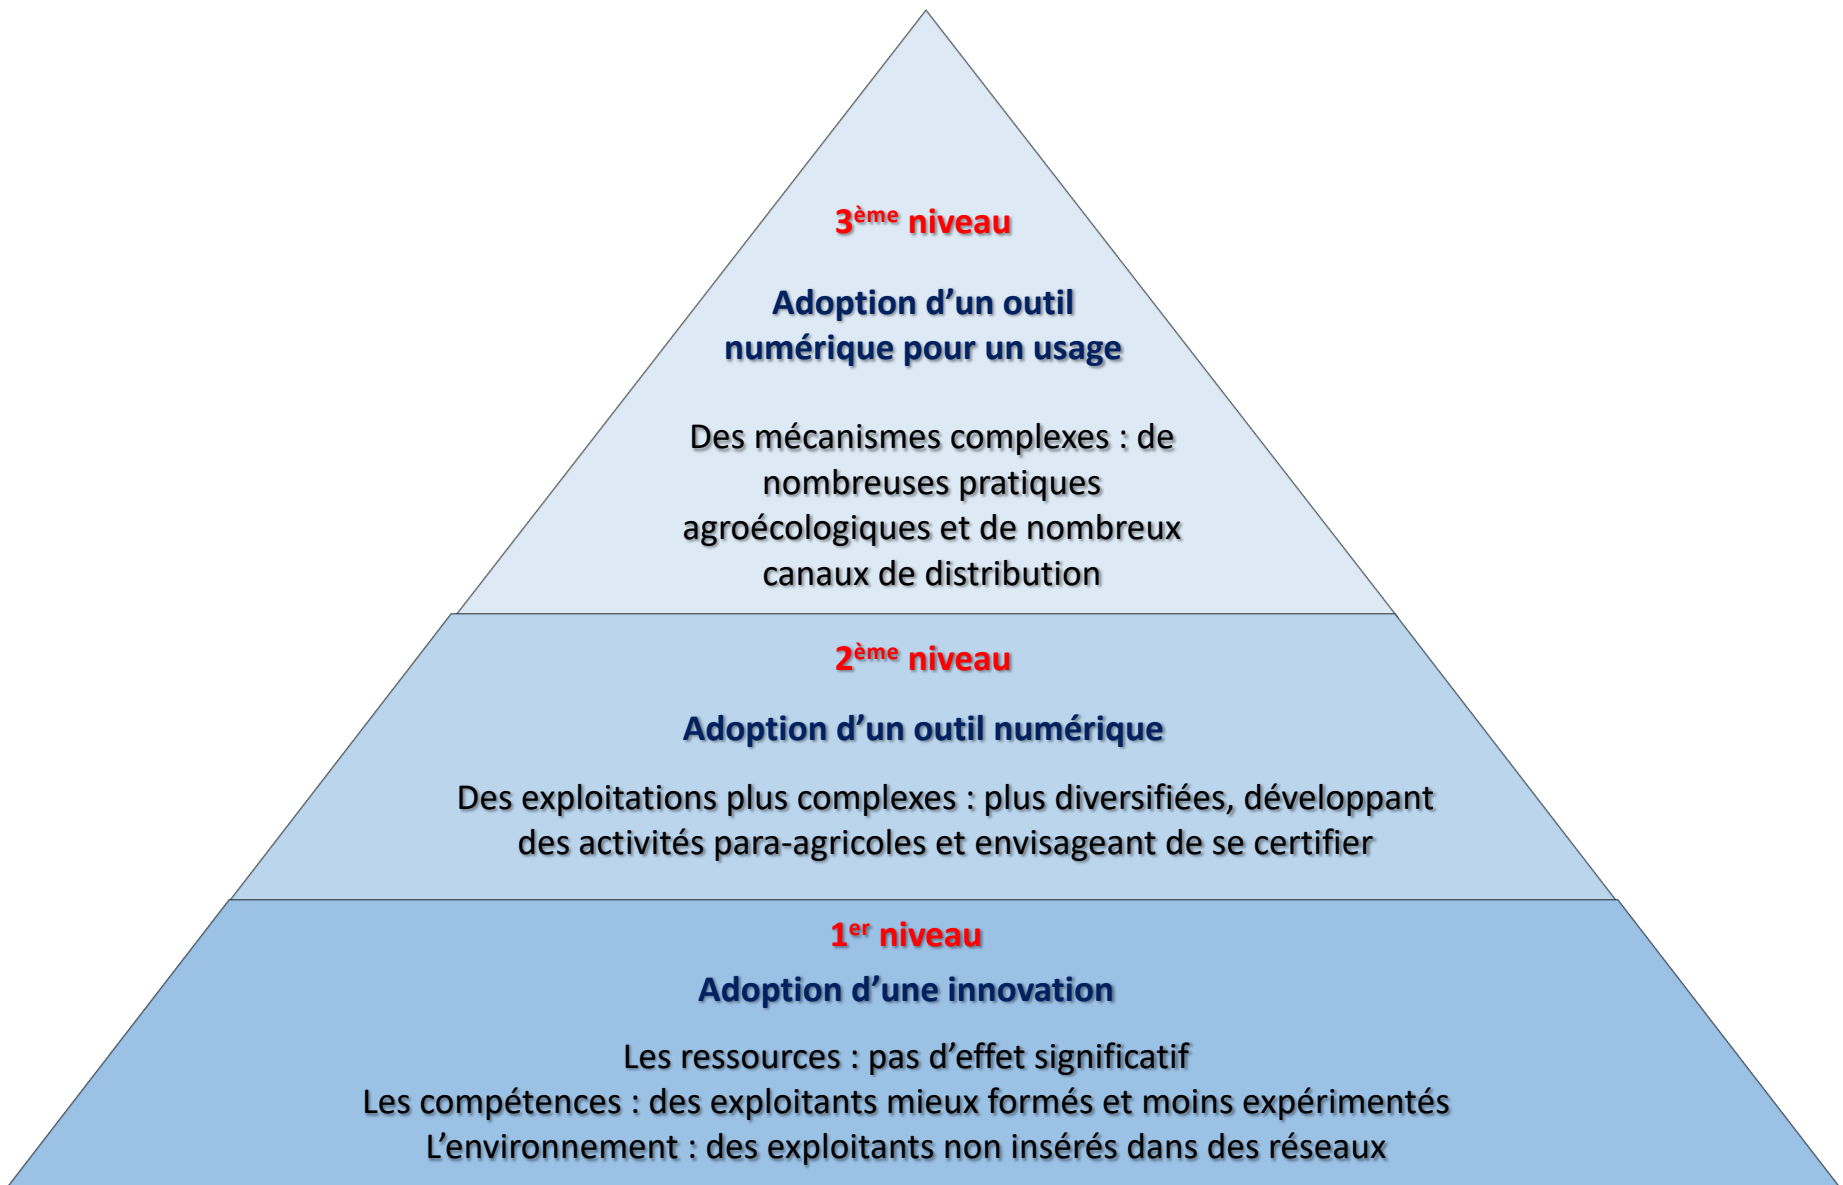 3ème niveau
Adoption d’un outil
numérique pour un usage
Des mécanismes complexes : de
nombreuses pratiques
agroécologiques et de nombreux
canaux de distribution
2ème niveau
Adoption d’un outil numérique
Des exploitations plus complexes : plus diversifiées, développant
des activités para-agricoles et envisageant de se certifier
1er niveau
Adoption d’une innovation
Les ressources : pas d’effet significatif
Les compétences : des exploitants mieux formés et moins expérimentés
L’environnement : des exploitants non insérés dans des réseaux